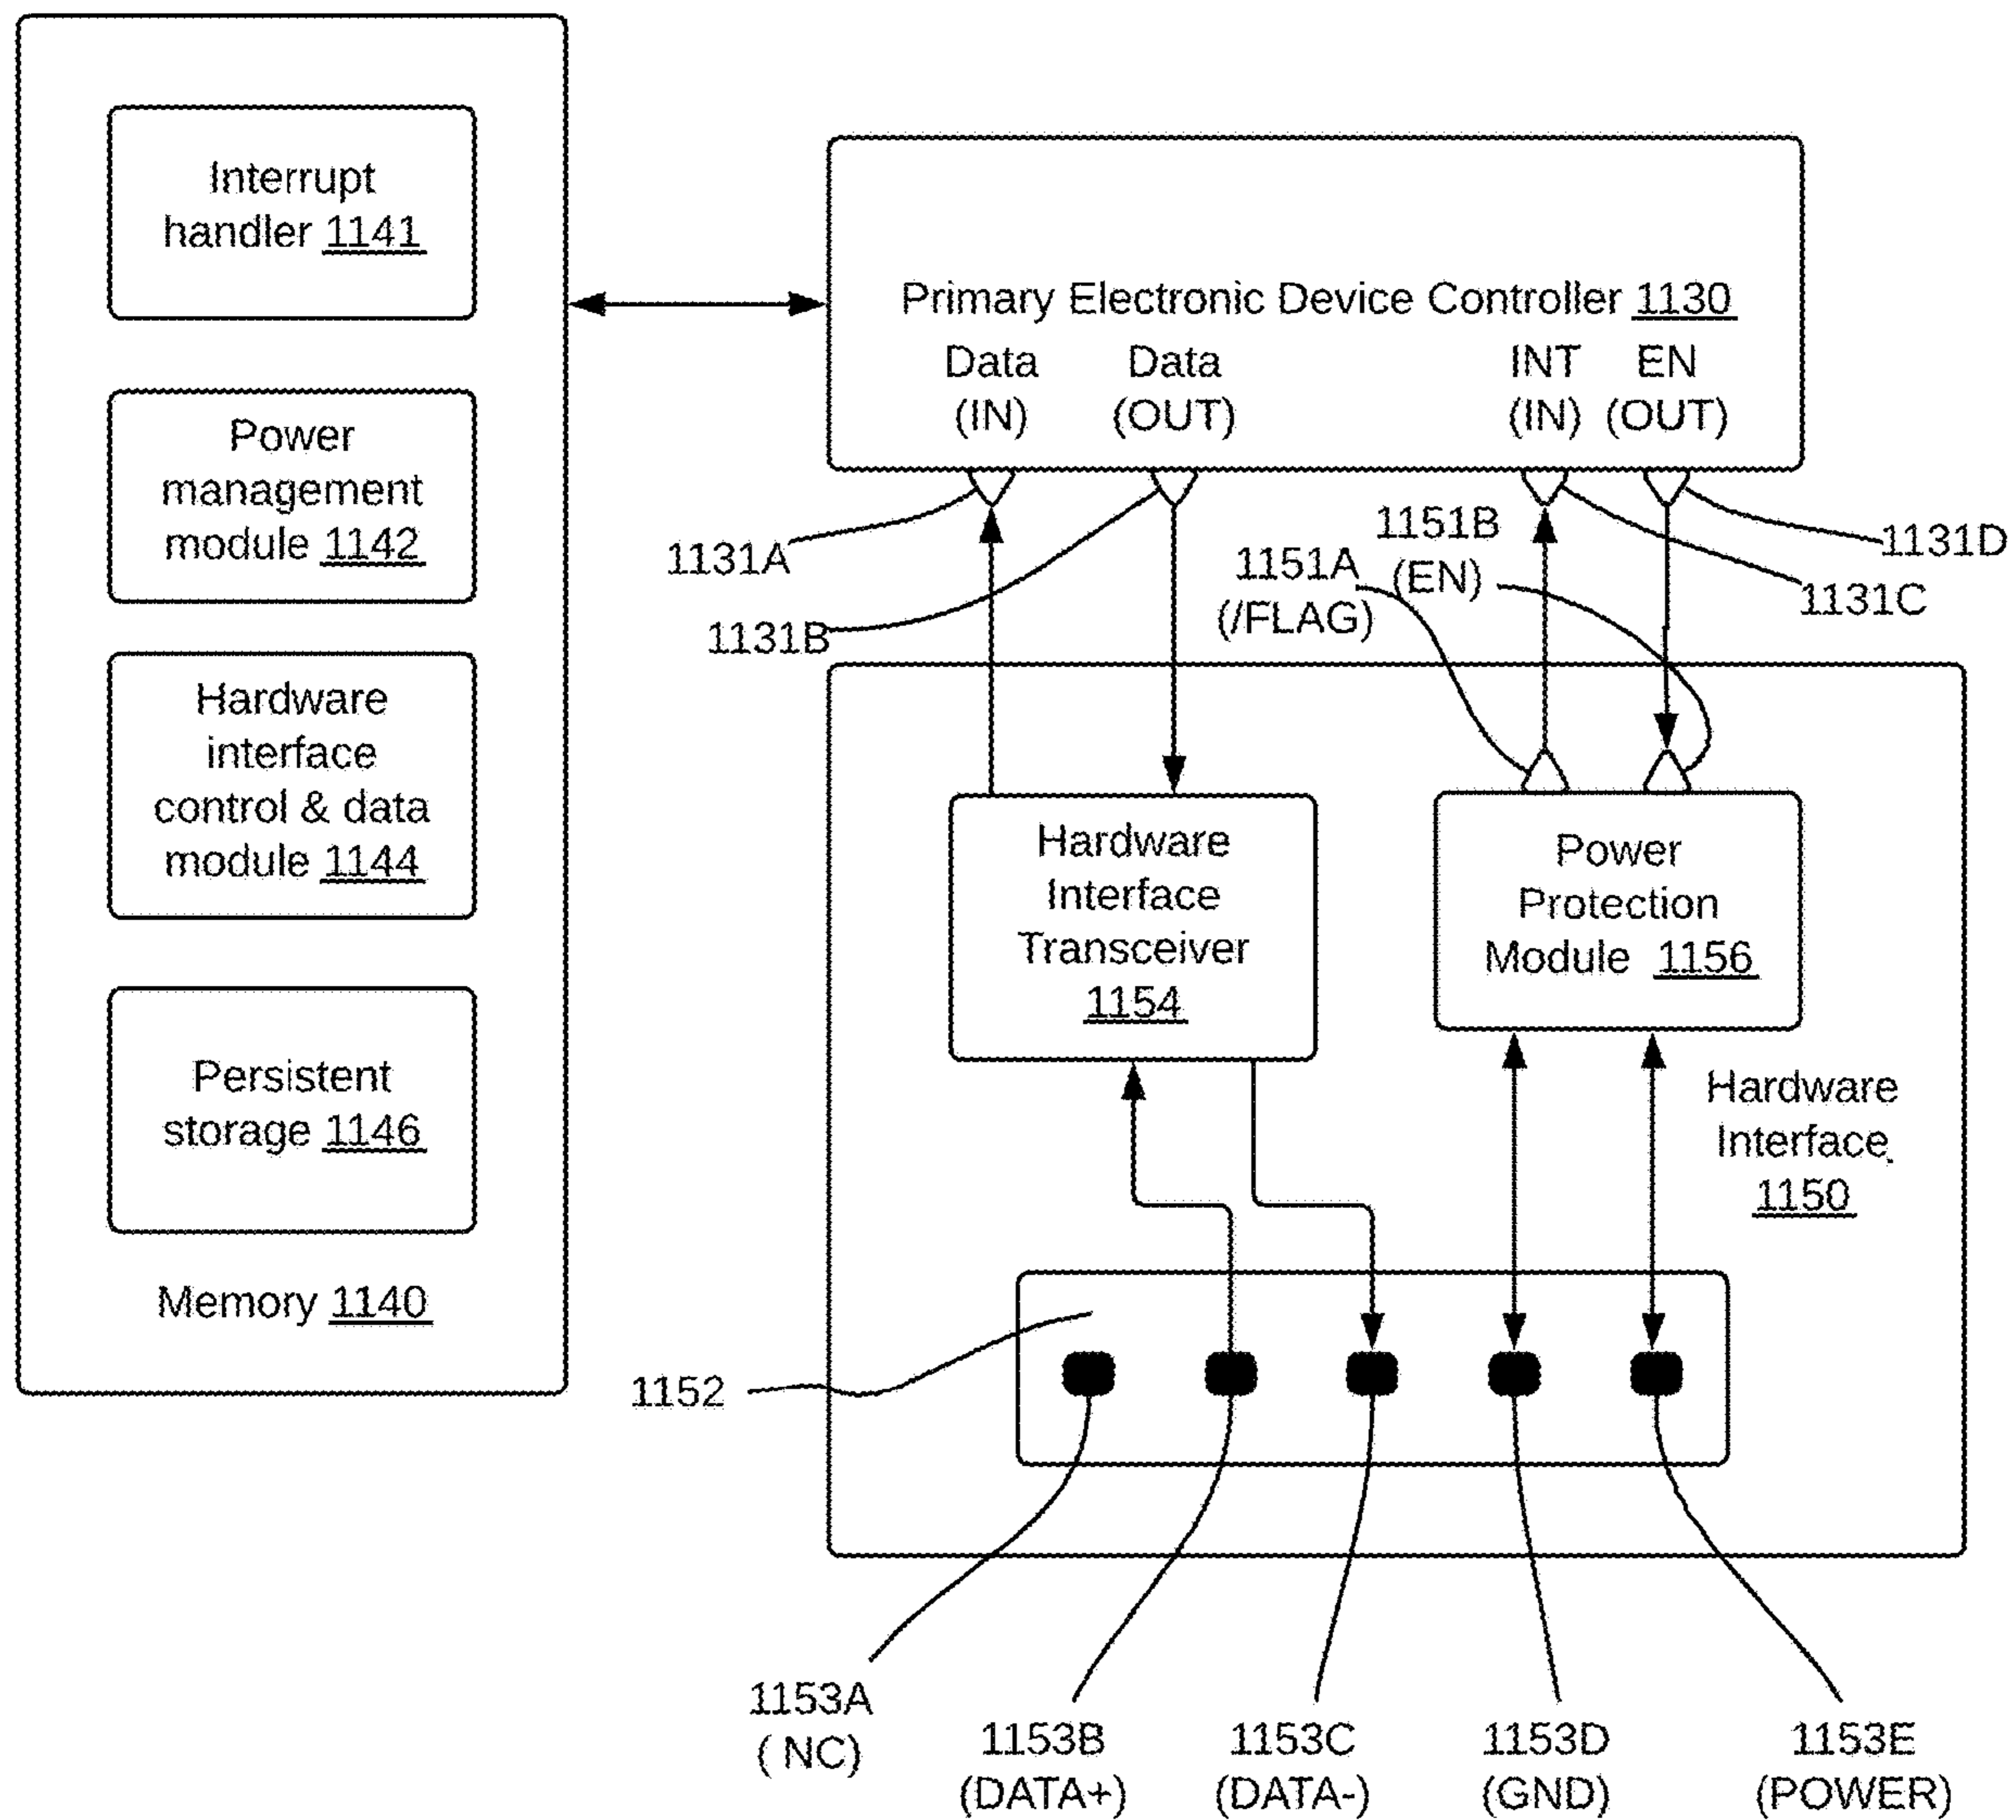 Interrupt
handler 1141
Power
management
module 1142
Hardware
interface
control & data
module 1144
Persistent
storage 1146
Memory 1140
Primary Electronic Device Controller 1130
Data
(IN)
Data
(OUT)
INT
(IN)
EN
(OUT)
1131A
1131B
1151A
(/FLAG)
1151B
(EN)
1131D
1131C
Hardware
Interface
Transceiver
1154
Power
Protection
Module 1156
Hardware
Interface
1150
1152
1153A
( NC)
1153B
(DATA+)
1153C
(DATA-)
1153D
(GND)
1153E
(POWER)